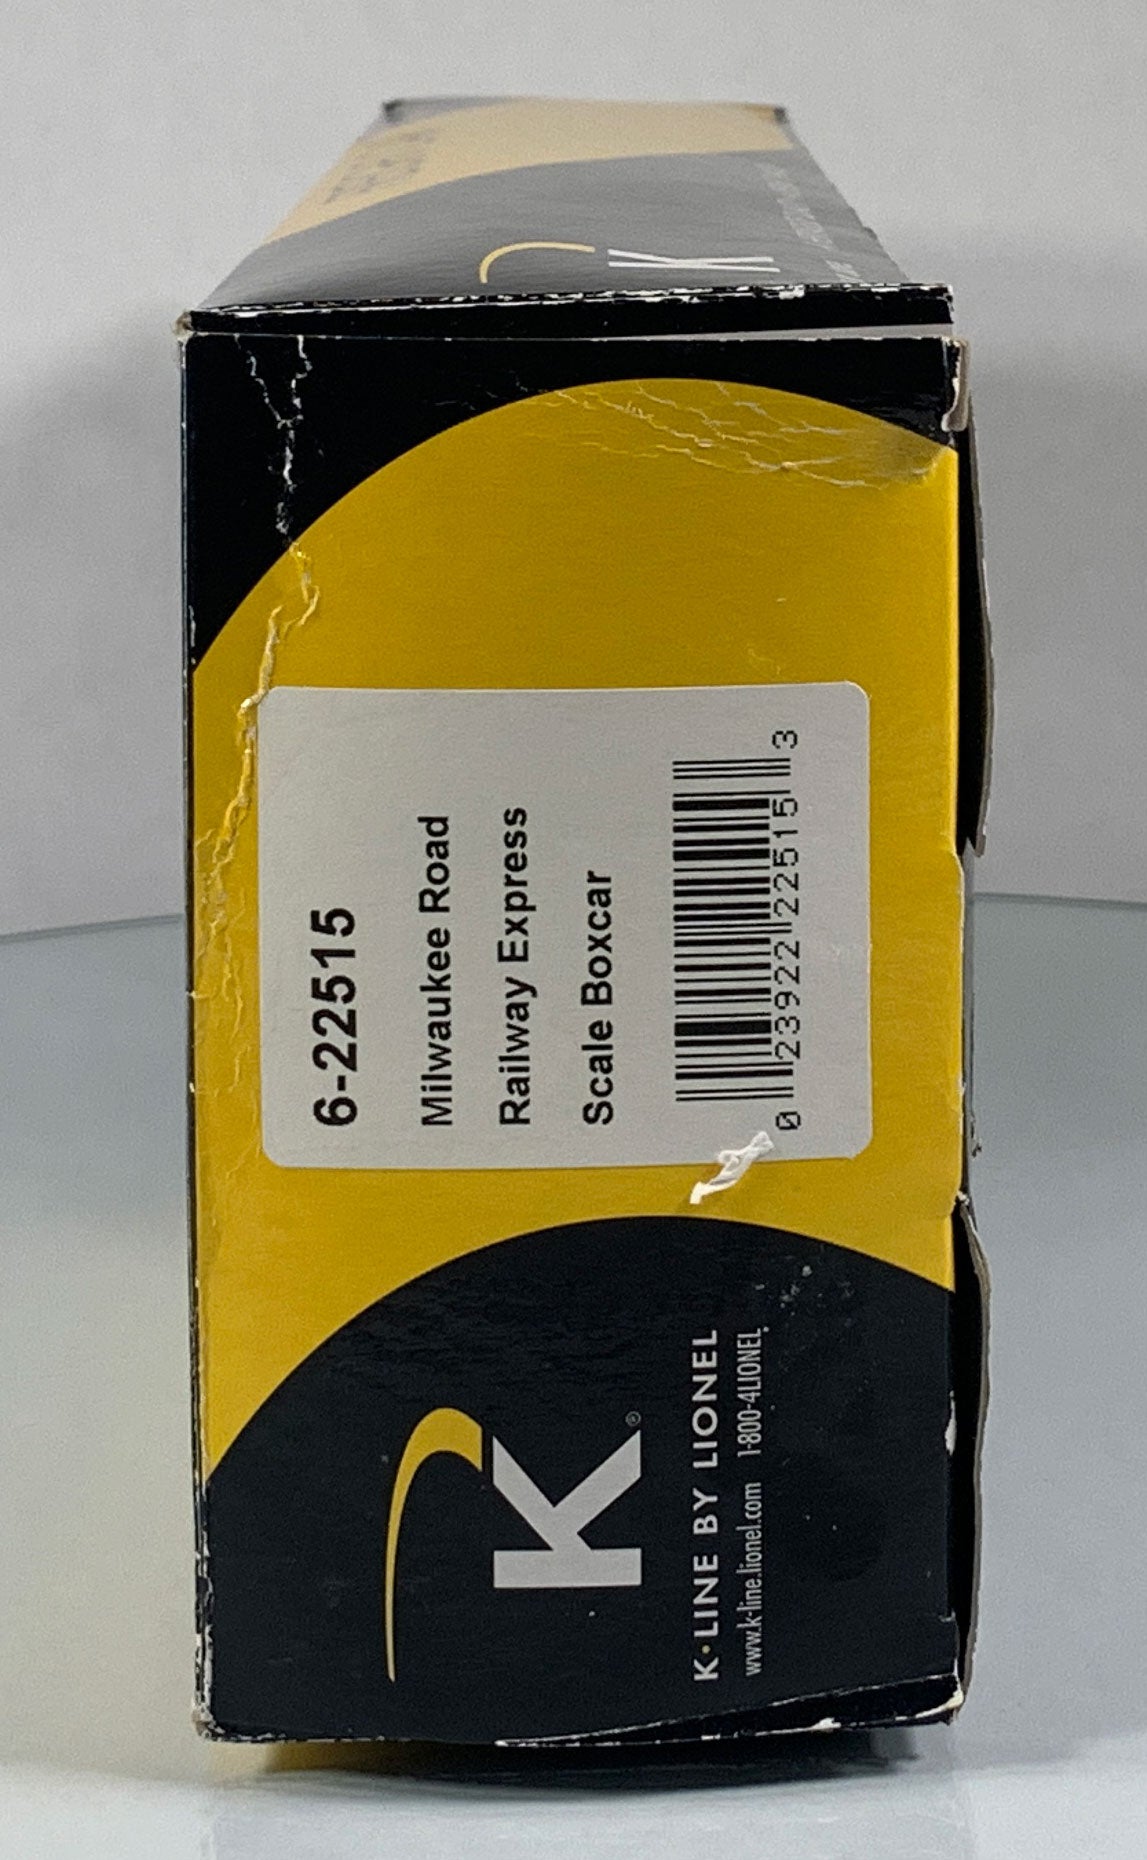 6-22515
Milwaukee Road
Railway Express
Scale Boxcar
0 23922 22515 3
K®
K·LINE BY LIONEL
www.k-line.lionel.com 1-800-4LIONEL
K